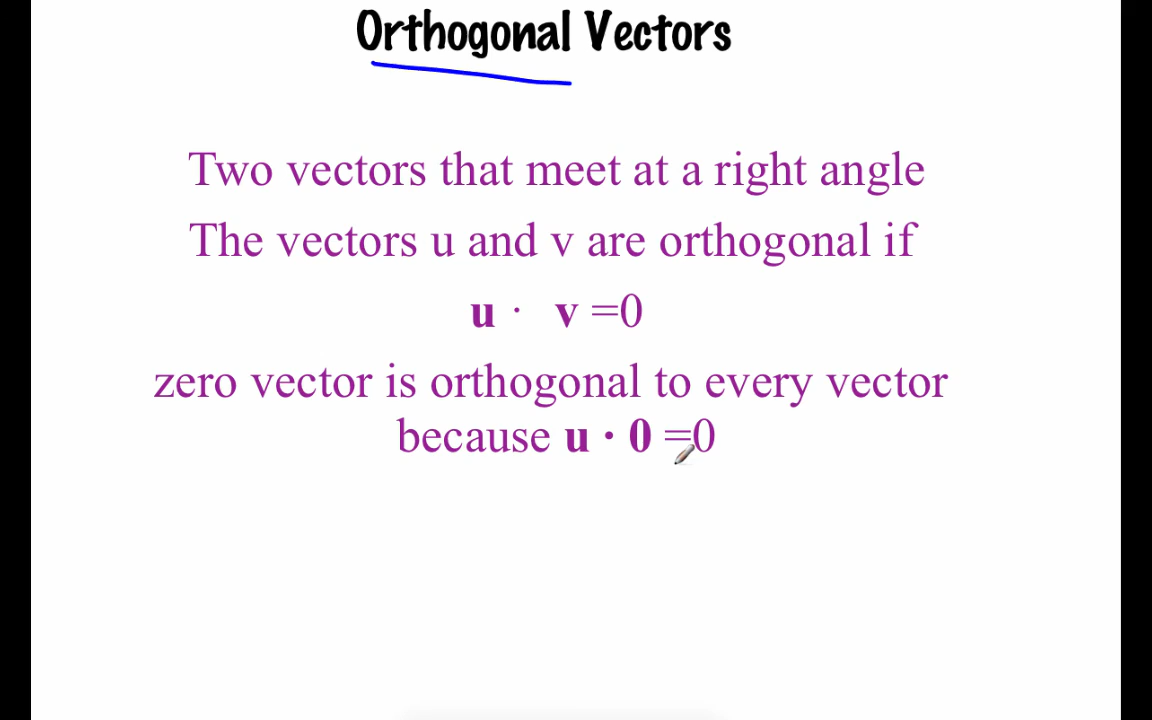 Orthogonal Vectors
Two vectors that meet at a right angle
The vectors u and v are orthogonal if
u · v =0
zero vector is orthogonal to every vector
because u · 0 =0